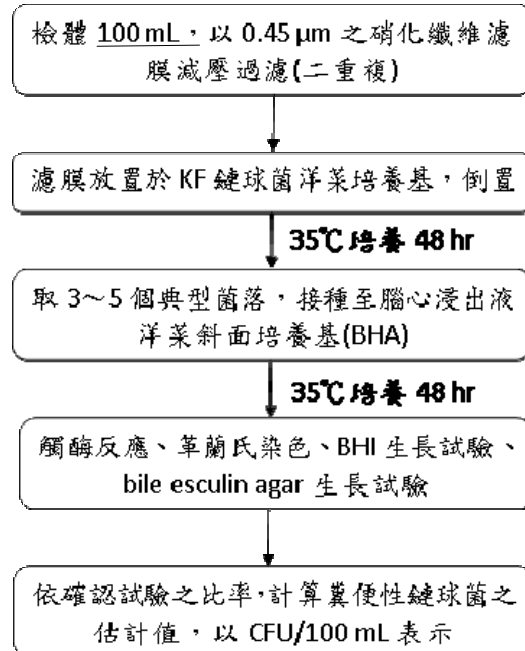 檢體 100 mL，以 0.45 μm 之硝化纖維濾
膜減壓過濾(二重複)
濾膜放置於 KF 鏈球菌洋菜培養基，倒置
35℃ 培養 48 hr
取 3～5 個典型菌落，接種至腦心浸出液
洋菜斜面培養基(BHA)
35℃ 培養 48 hr
觸酶反應、革蘭氏染色、BHI 生長試驗、
bile esculin agar 生長試驗
依確認試驗之比率，計算糞便性鏈球菌之
估計值，以 CFU/100 mL 表示